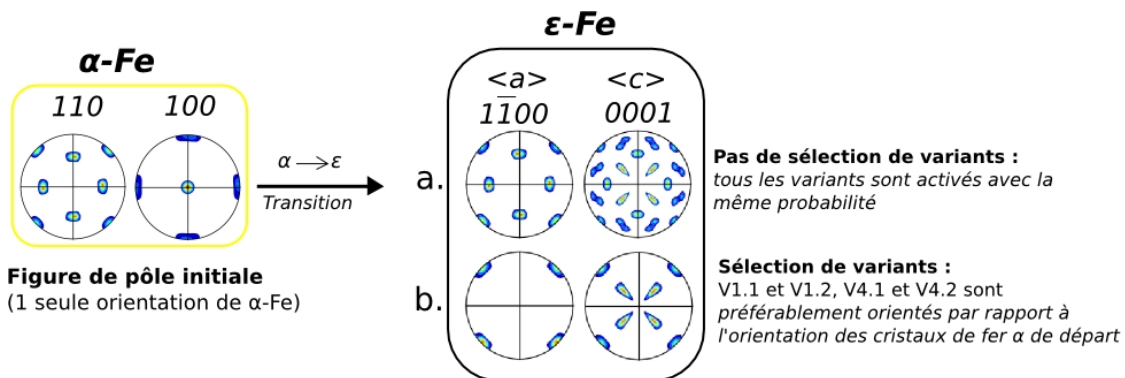 α-Fe
110 100
Figure de pôle initiale
(1 seule orientation de α-Fe)
α → ε
Transition
ε-Fe
<a> <c>
11̅00 0001
a.
b.
Pas de sélection de variants :
tous les variants sont activés avec la
même probabilité
Sélection de variants :
V1.1 et V1.2, V4.1 et V4.2 sont
préférablement orientés par rapport à
l'orientation des cristaux de fer α de départ